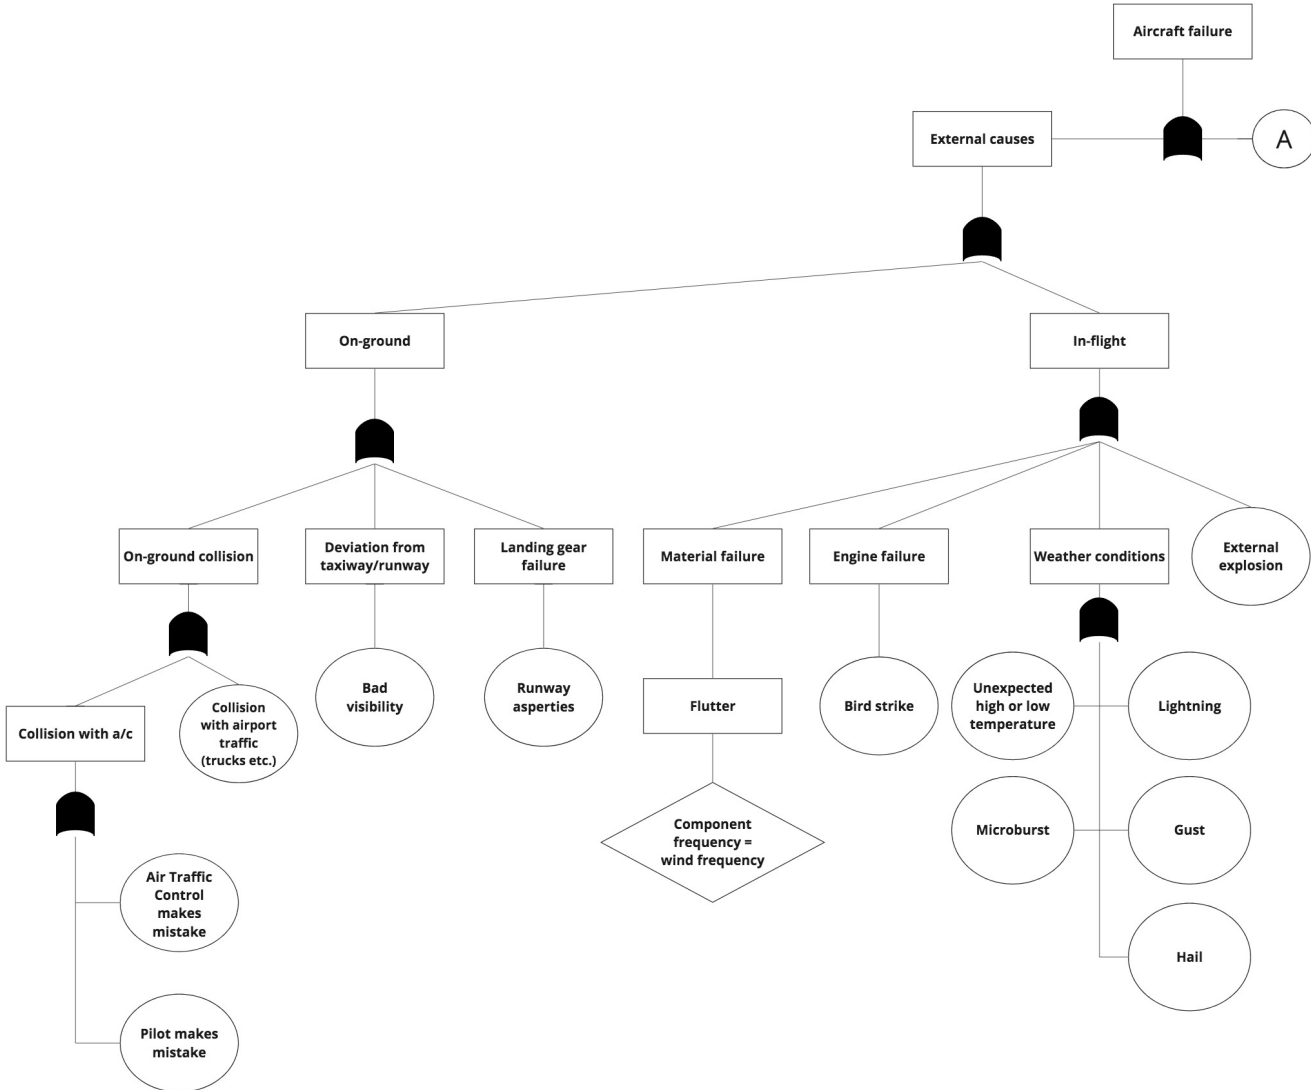 Aircraft failure
External causes
A
On-ground
In-flight
On-ground collision
Deviation from
taxiway/runway
Landing gear
failure
Material failure
Engine failure
Weather conditions
External
explosion
Collision with a/c
Collision
with airport
traffic
(trucks etc.)
Bad
visibility
Runway
asperties
Flutter
Bird strike
Unexpected
high or low
temperature
Lightning
Component
frequency =
wind frequency
Microburst
Gust
Air Traffic
Control
makes
mistake
Hail
Pilot makes
mistake